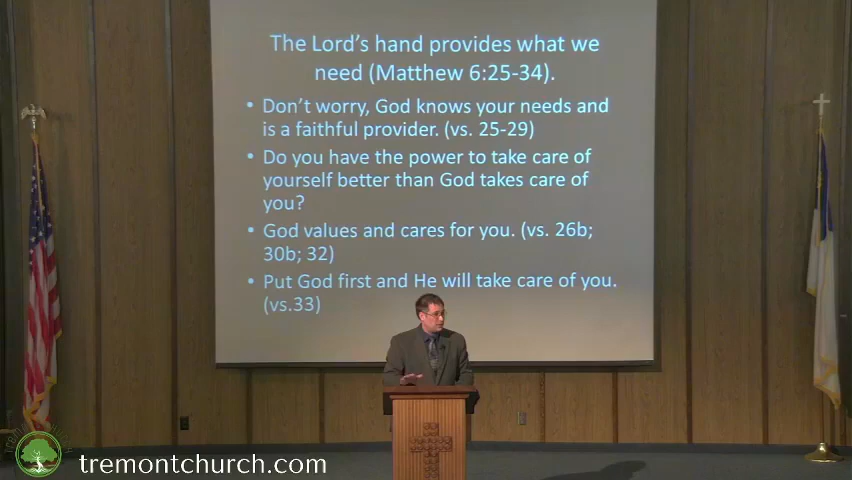 The Lord's hand provides what we
need (Matthew 6:25-34).
• Don't worry, God knows your needs and
is a faithful provider. (vs. 25-29)
• Do you have the power to take care of
yourself better than God takes care of
you?
• God values and cares for you. (vs. 26b;
30b; 32)
• Put God first and He will take care of you.
(vs.33)
tremontchurch.com